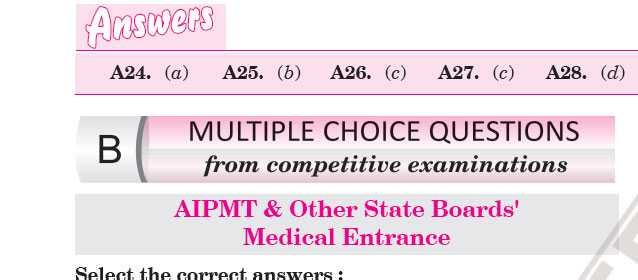 Answers
A24. (a) A25. (b) A26. (c) A27. (c) A28. (d)
B
MULTIPLE CHOICE QUESTIONS
from competitive examinations
AIPMT & Other State Boards'
Medical Entrance
Select the correct answers :